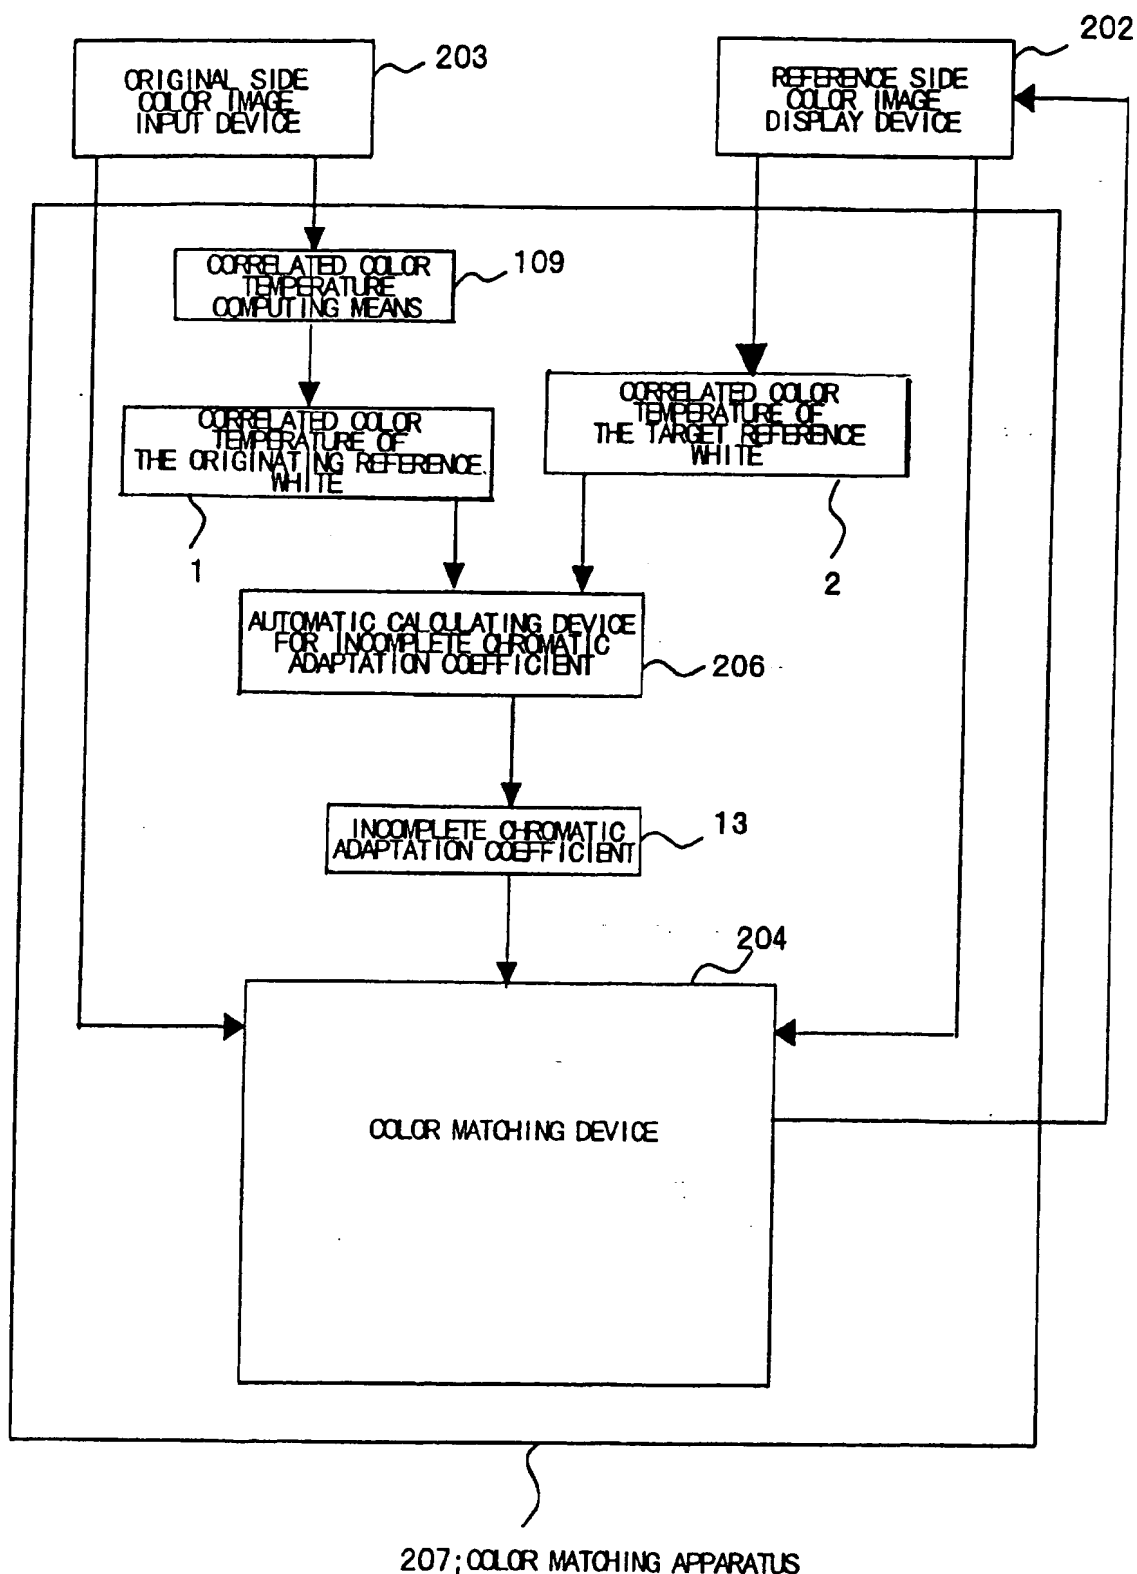 202
203
ORIGINAL SIDE
COLOR IMAGE
INPUT DEVICE
REFERENCE SIDE
COLOR IMAGE
DISPLAY DEVICE
CORRELATED COLOR
TEMPERATURE
COMPUTING MEANS
109
CORRELATED COLOR
TEMPERATURE OF
THE ORIGINATING REFERENCE
WHITE
CORRELATED COLOR
TEMPERATURE OF
THE TARGET REFERENCE
WHITE
1
2
AUTOMATIC CALCULATING DEVICE
FOR INCOMPLETE CHROMATIC
ADAPTATION COEFFICIENT
206
INCOMPLETE CHROMATIC
ADAPTATION COEFFICIENT
13
204
COLOR MATCHING DEVICE
207;COLOR MATCHING APPARATUS